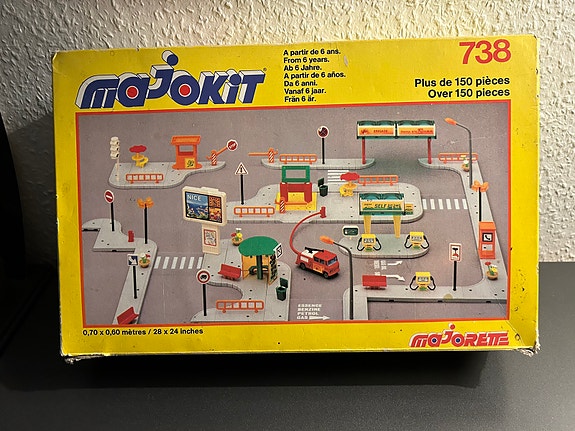 MAJOKIT
A partir de 6 ans.
From 6 years.
Ab 6 Jahre.
A partir de 6 años.
Da 6 anni.
Vanaf 6 jaar.
Från 6 år.
738
Plus de 150 pièces
Over 150 pieces
NICE
SELF
ESSENCE
BENZINE
PETROL
GAS
0,70 x 0,60 mètres / 28 x 24 inches
MAJORETTE